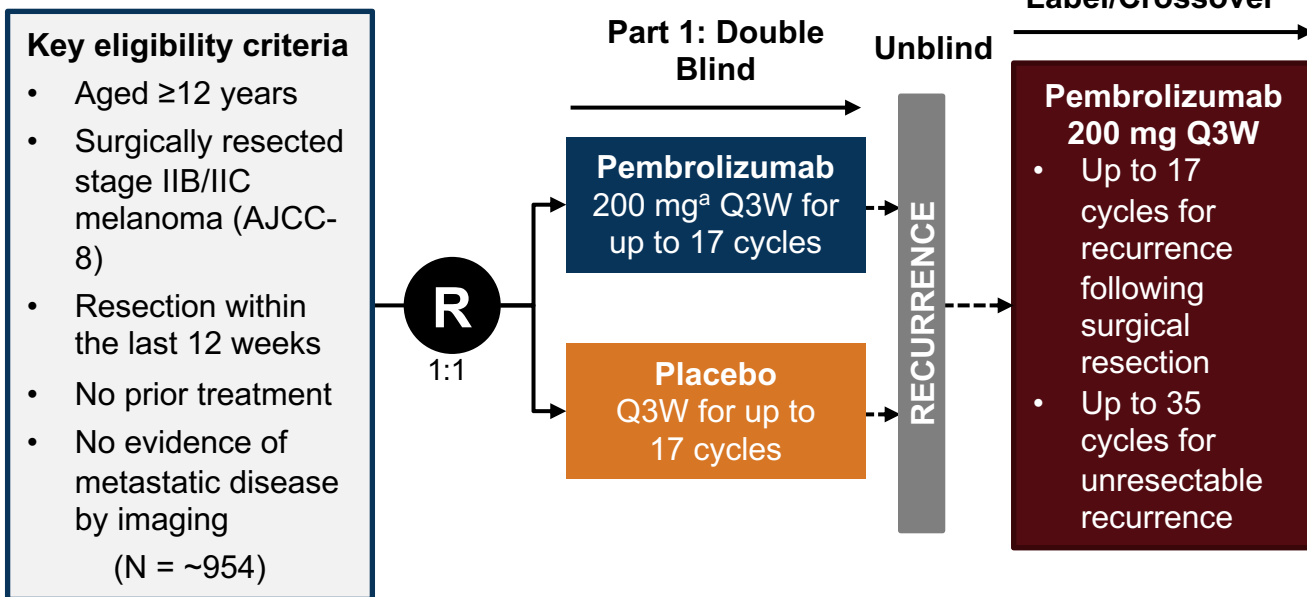 Key eligibility criteria
• Aged ≥12 years
• Surgically resected
stage IIB/IIC
melanoma (AJCC-
8)
• Resection within
the last 12 weeks
• No prior treatment
• No evidence of
metastatic disease
by imaging
(N = ~954)
R
1:1
Part 1: Double
Blind
Pembrolizumab
200 mgᵃ Q3W for
up to 17 cycles
Placebo
Q3W for up to
17 cycles
Unblind
RECURRENCE
Label/Crossover
Pembrolizumab
200 mg Q3W
• Up to 17
cycles for
recurrence
following
surgical
resection
• Up to 35
cycles for
unresectable
recurrence